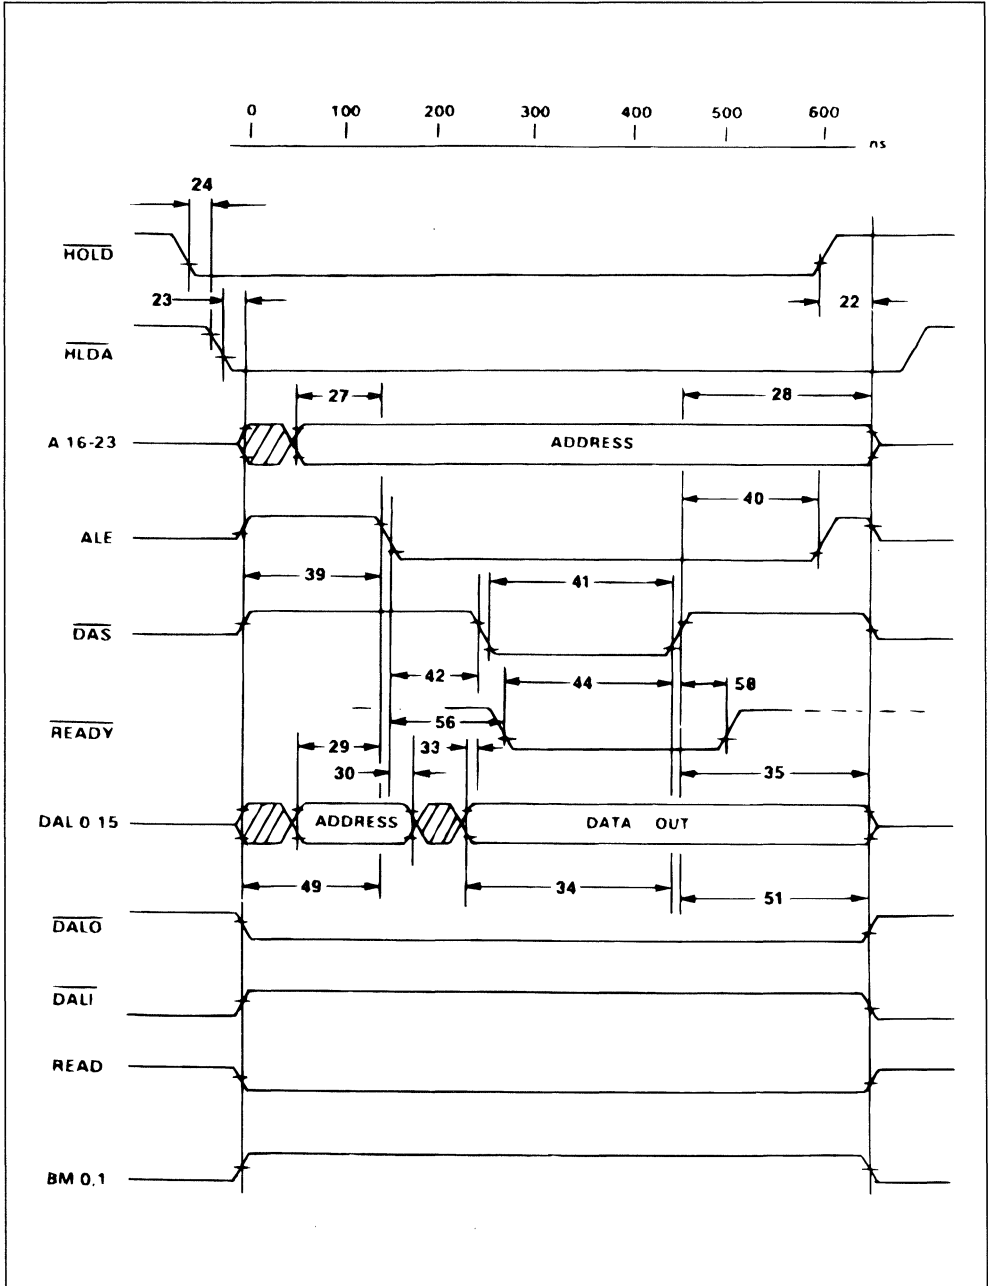 0 100 200 300 400 500 600
ns
24
HOLD
23
22
HLDA
27
28
A 16-23
ADDRESS
40
ALE
39
41
DAS
42
44
58
56
READY
29
33
30
35
DAL 0 15
ADDRESS
DATA OUT
49
34
51
DALO
DALI
READ
BM 0,1